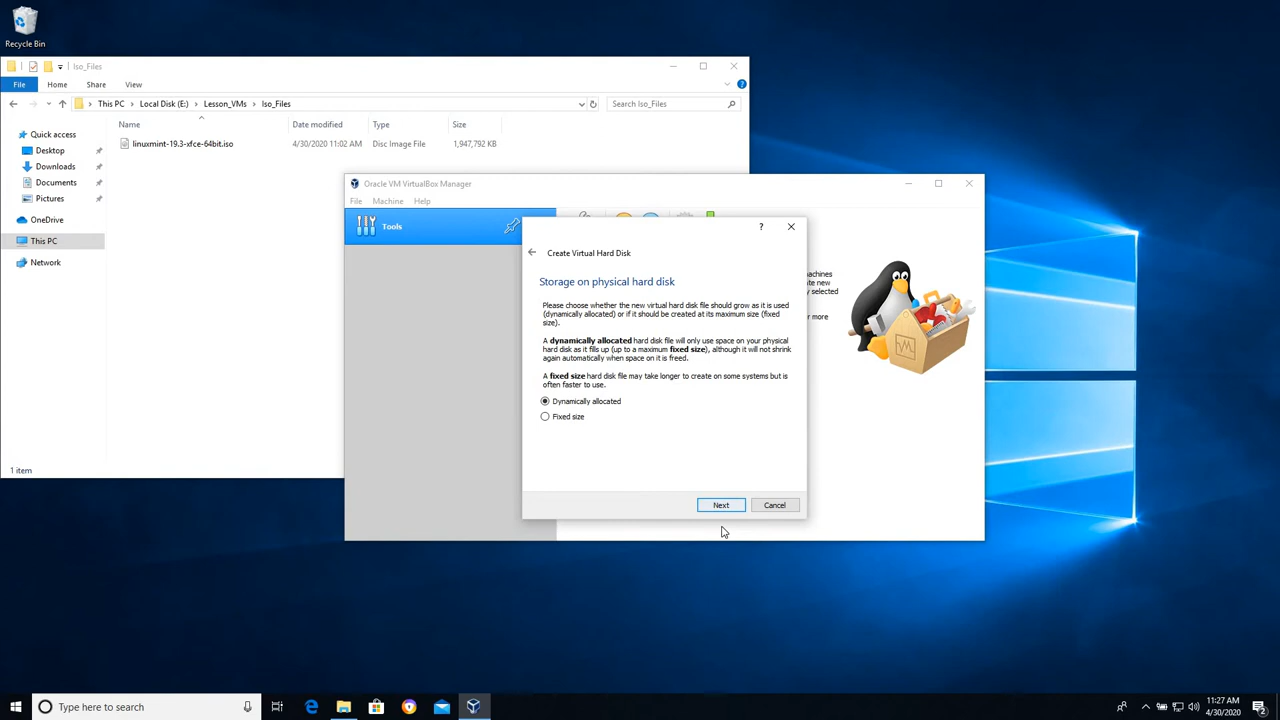 Recycle Bin
Iso_Files
File Home Share View
This PC Local Disk (E:) Lesson_VMs Iso_Files
Search Iso_Files
Name Date modified Type Size
linuxmint-19.3-xfce-64bit.iso 4/30/2020 11:02 AM Disc Image File 1,947,792 KB
Quick access
Desktop
Downloads
Documents
Pictures
OneDrive
This PC
Network
1 item
Oracle VM VirtualBox Manager
File Machine Help
Tools
achines
te new
y selected
or more
?
Create Virtual Hard Disk
Storage on physical hard disk
Please choose whether the new virtual hard disk file should grow as it is used
(dynamically allocated) or if it should be created at its maximum size (fixed
size).
A dynamically allocated hard disk file will only use space on your physical
hard disk as it fills up (up to a maximum fixed size), although it will not shrink
again automatically when space on it is freed.
A fixed size hard disk file may take longer to create on some systems but is
often faster to use.
Dynamically allocated
Fixed size
Next Cancel
Type here to search
11:27 AM
4/30/2020
2